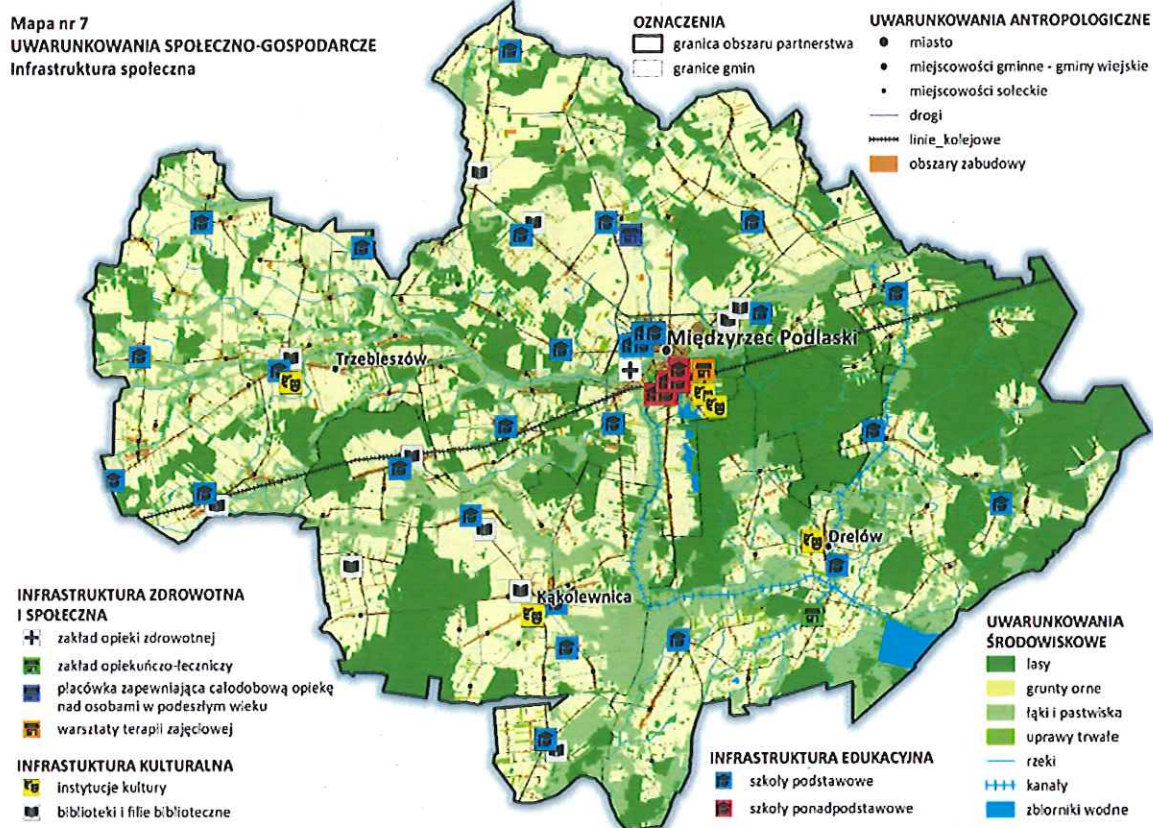 Mapa nr 7
UWARUNKOWANIA SPOŁECZNO-GOSPODARCZE
Infrastruktura społeczna
OZNACZENIA
granica obszaru partnerstwa
granice gmin
UWARUNKOWANIA ANTROPOLOGICZNE
miasto
miejscowości gminne - gminy wiejskie
miejscowości sołeckie
drogi
linie_kolejowe
obszary zabudowy
Międzyrzec Podlaski
Trzebleszów
Drelów
Kąkolewnica
INFRASTRUKTURA ZDROWOTNA
I SPOŁECZNA
zakład opieki zdrowotnej
zakład opiekuńczo-leczniczy
placówka zapewniająca całodobową opiekę
nad osobami w podeszłym wieku
warsztaty terapii zajęciowej
INFRASTUKTURA KULTURALNA
instytucje kultury
biblioteki i filie biblioteczne
INFRASTRUKTURA EDUKACYJNA
szkoły podstawowe
szkoły ponadpodstawowe
UWARUNKOWANIA
ŚRODOWISKOWE
lasy
grunty orne
łąki i pastwiska
uprawy trwałe
rzeki
kanały
zbiorniki wodne